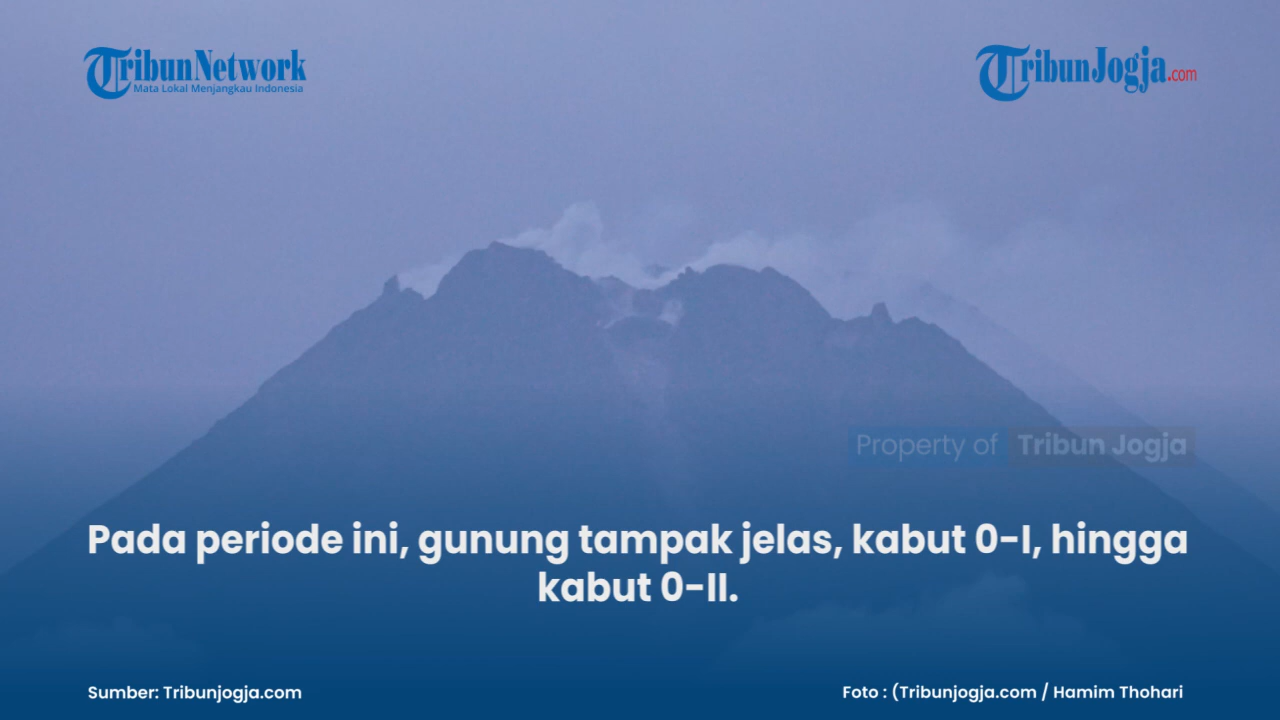 TribunNetwork
Mata Lokal Menjangkau Indonesia
TribunJogja.com
Property of Tribun Jogja
Pada periode ini, gunung tampak jelas, kabut 0-I, hingga
kabut 0-II.
Sumber: Tribunjogja.com
Foto : (Tribunjogja.com / Hamim Thohari